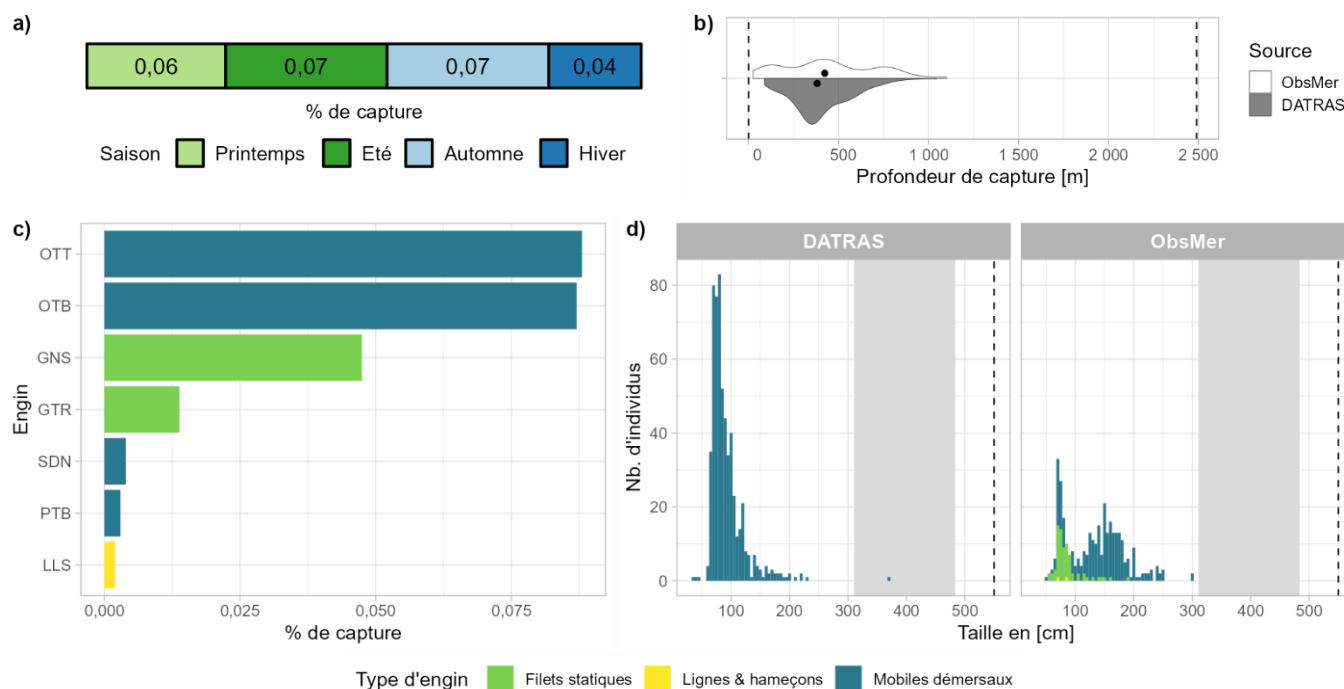 a)
0,06 0,07 0,07 0,04
% de capture
Saison Printemps Eté Automne Hiver
b)
0 500 1 000 1 500 2 000 2 500
Profondeur de capture [m]
Source
ObsMer
DATRAS
c)
Engin
OTT
OTB
GNS
GTR
SDN
PTB
LLS
0,000 0,025 0,050 0,075
% de capture
d)
DATRAS ObsMer
Nb. d'individus
80
60
40
20
0
100 200 300 400 500 100 200 300 400 500
Taille en [cm]
Type d'engin Filets statiques Lignes & hameçons Mobiles démersaux